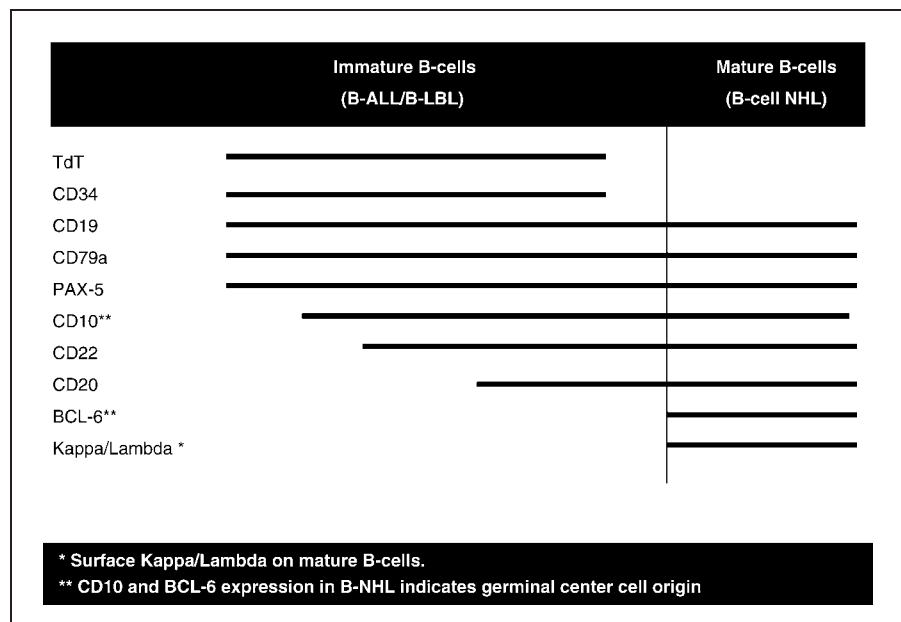 Immature B-cells
(B-ALL/B-LBL)
Mature B-cells
(B-cell NHL)
TdT
CD34
CD19
CD79a
PAX-5
CD10**
CD22
CD20
BCL-6**
Kappa/Lambda *
* Surface Kappa/Lambda on mature B-cells.
** CD10 and BCL-6 expression in B-NHL indicates germinal center cell origin